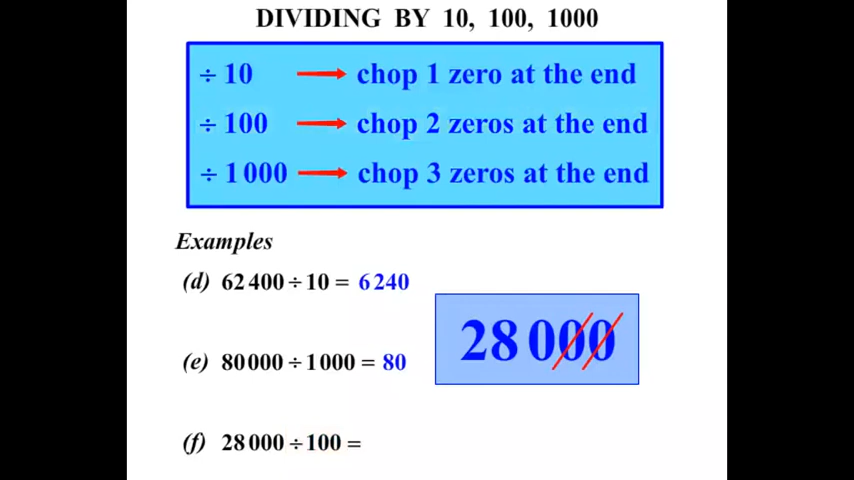 DIVIDING BY 10, 100, 1000
÷ 10 → chop 1 zero at the end
÷ 100 → chop 2 zeros at the end
÷ 1 000 → chop 3 zeros at the end
Examples
(d) 62 400 ÷ 10 = 6 240
(e) 80 000 ÷ 1 000 = 80
28 000
(f) 28 000 ÷ 100 =